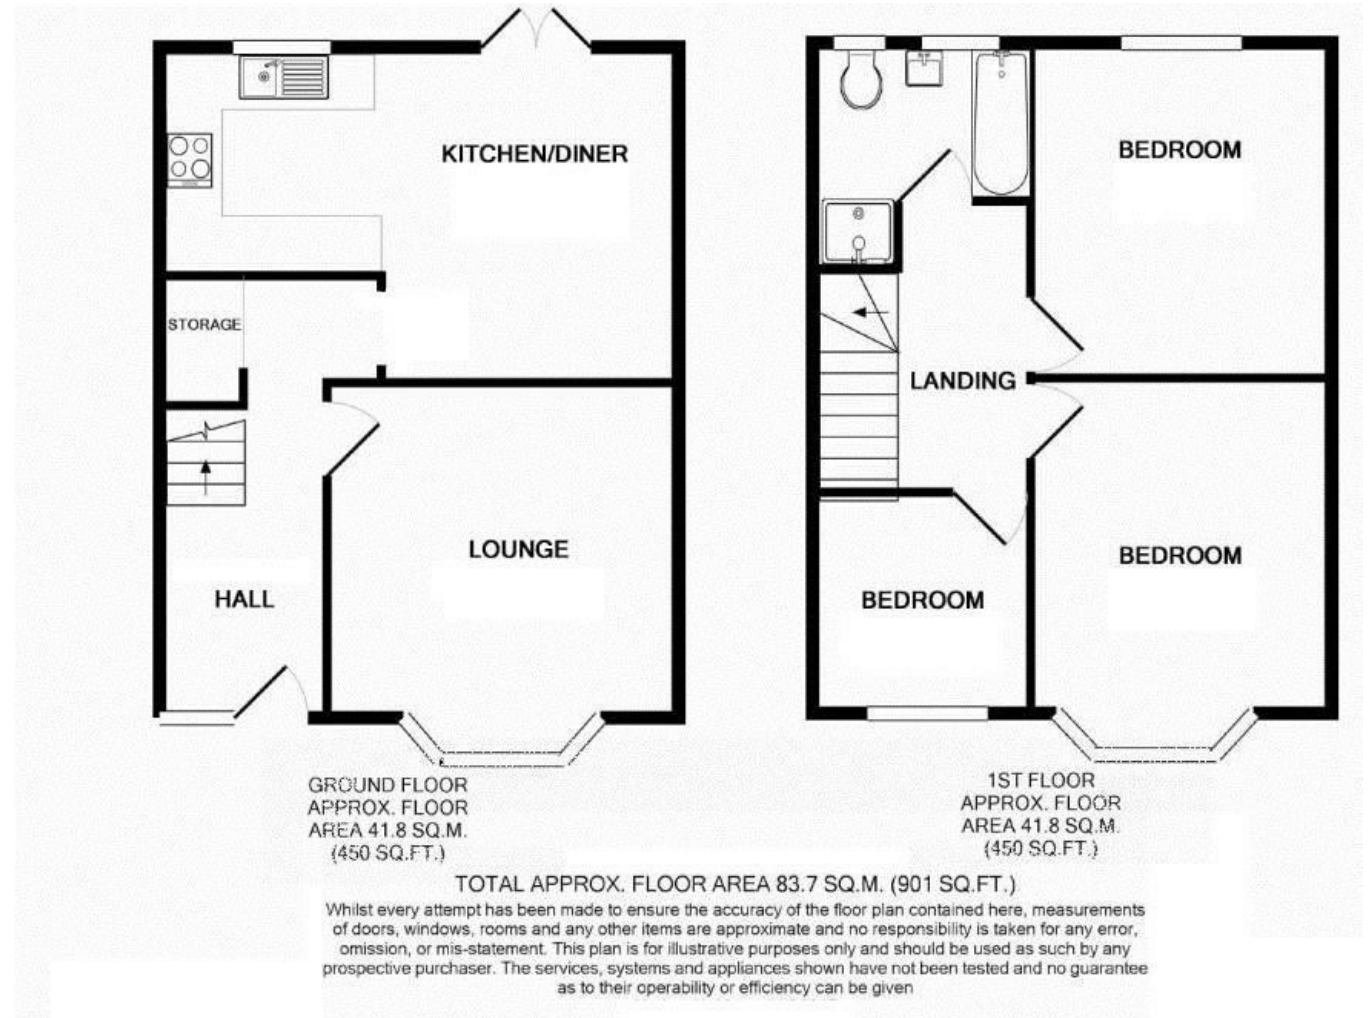 KITCHEN/DINER
STORAGE
LOUNGE
HALL
BEDROOM
LANDING
BEDROOM
BEDROOM
GROUND FLOOR
APPROX. FLOOR
AREA 41.8 SQ.M.
(450 SQ.FT.)
1ST FLOOR
APPROX. FLOOR
AREA 41.8 SQ.M.
(450 SQ.FT.)
TOTAL APPROX. FLOOR AREA 83.7 SQ.M. (901 SQ.FT.)
Whilst every attempt has been made to ensure the accuracy of the floor plan contained here, measurements
of doors, windows, rooms and any other items are approximate and no responsibility is taken for any error,
omission, or mis-statement. This plan is for illustrative purposes only and should be used as such by any
prospective purchaser. The services, systems and appliances shown have not been tested and no guarantee
as to their operability or efficiency can be given